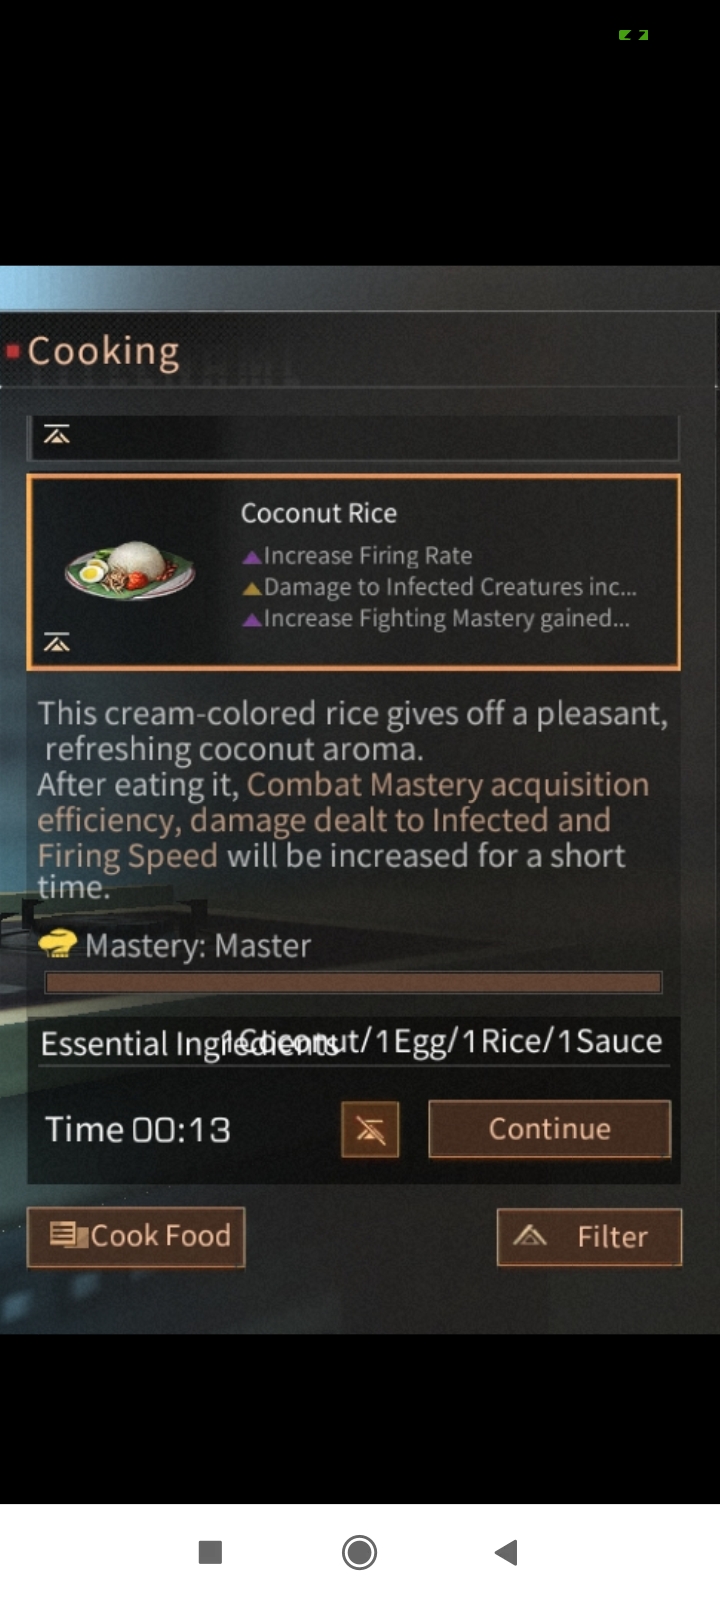 Cooking
Coconut Rice
Increase Firing Rate
Damage to Infected Creatures inc...
Increase Fighting Mastery gained...
This cream-colored rice gives off a pleasant,
refreshing coconut aroma.
After eating it, Combat Mastery acquisition
efficiency, damage dealt to Infected and
Firing Speed will be increased for a short
time.
Mastery: Master
Essential Ingredients 1Coconut/1Egg/1Rice/1Sauce
Time 00:13
Continue
Cook Food
Filter